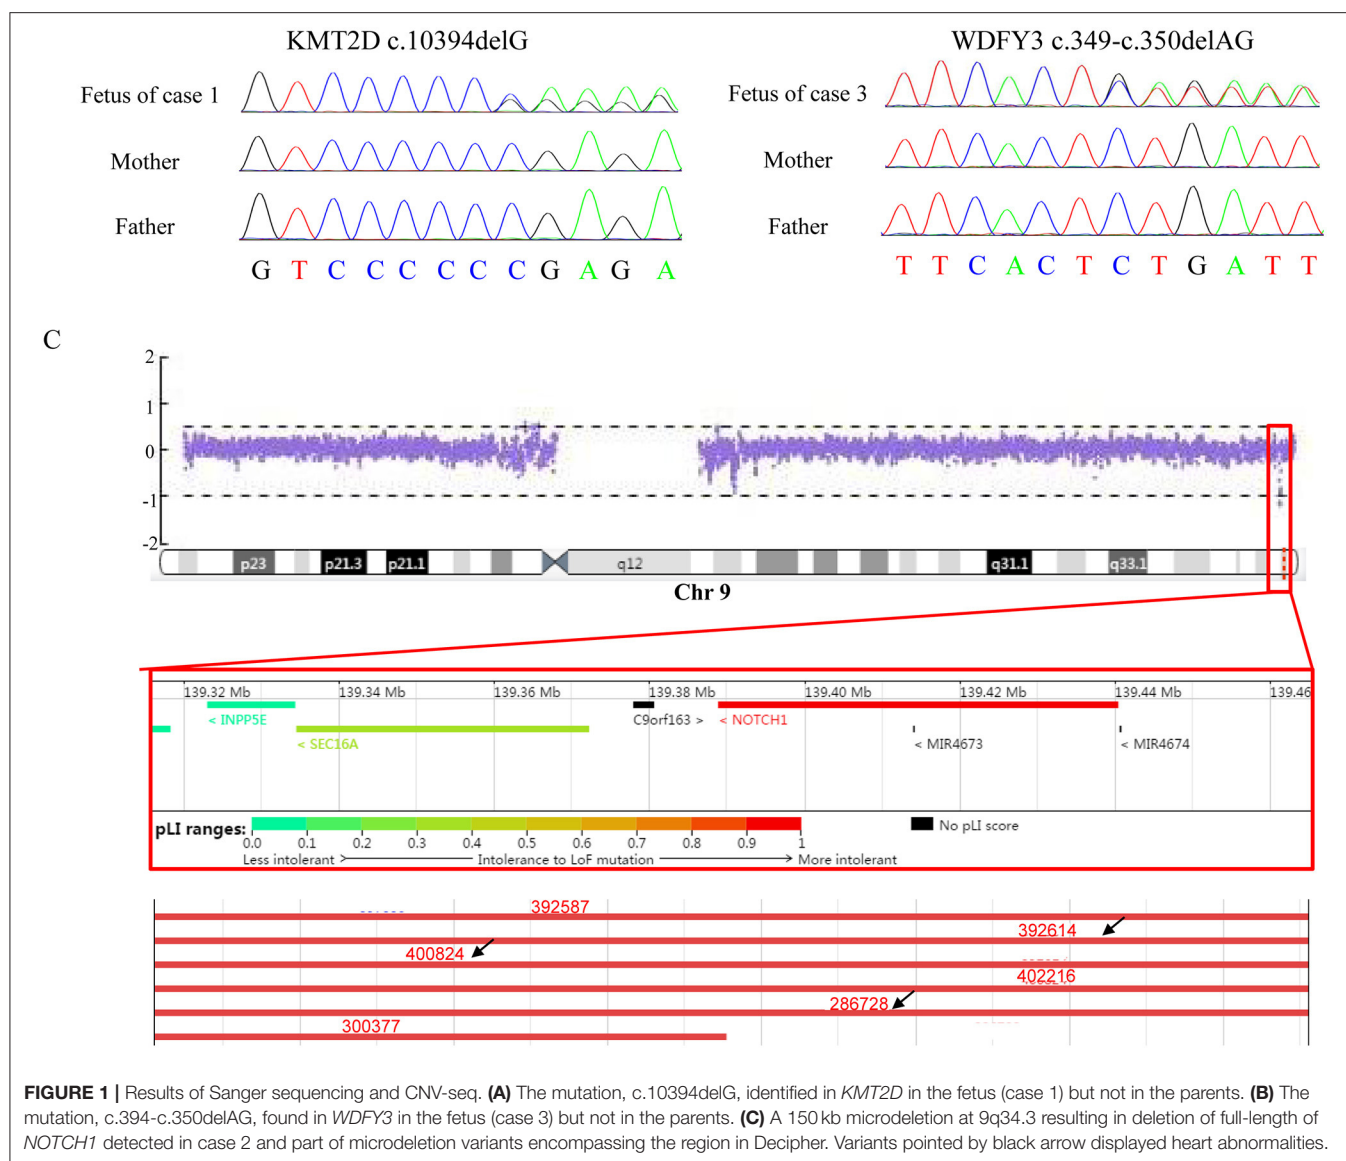 KMT2D c.10394delG
WDFY3 c.349-c.350delAG
Fetus of case 1
Fetus of case 3
Mother
Mother
Father
Father
G T C C C C C C G A G A
T T C A C T C T G A T T
C
2
1
0
-1
-2
p23 p21.3 p21.1 q12 q31.1 q33.1
Chr 9
139.32 Mb 139.34 Mb 139.36 Mb 139.38 Mb 139.40 Mb 139.42 Mb 139.44 Mb 139.46
< INPP5E C9orf163 > < NOTCH1
< SEC16A < MIR4673 < MIR4674
pLI ranges: No pLI score
0.0 0.1 0.2 0.3 0.4 0.5 0.6 0.7 0.8 0.9 1
Less intolerant > Intolerance to LoF mutation > More intolerant
392587
392614
400824
402216
286728
300377
FIGURE 1 | Results of Sanger sequencing and CNV-seq. (A) The mutation, c.10394delG, identified in KMT2D in the fetus (case 1) but not in the parents. (B) The
mutation, c.394-c.350delAG, found in WDFY3 in the fetus (case 3) but not in the parents. (C) A 150 kb microdeletion at 9q34.3 resulting in deletion of full-length of
NOTCH1 detected in case 2 and part of microdeletion variants encompassing the region in Decipher. Variants pointed by black arrow displayed heart abnormalities.